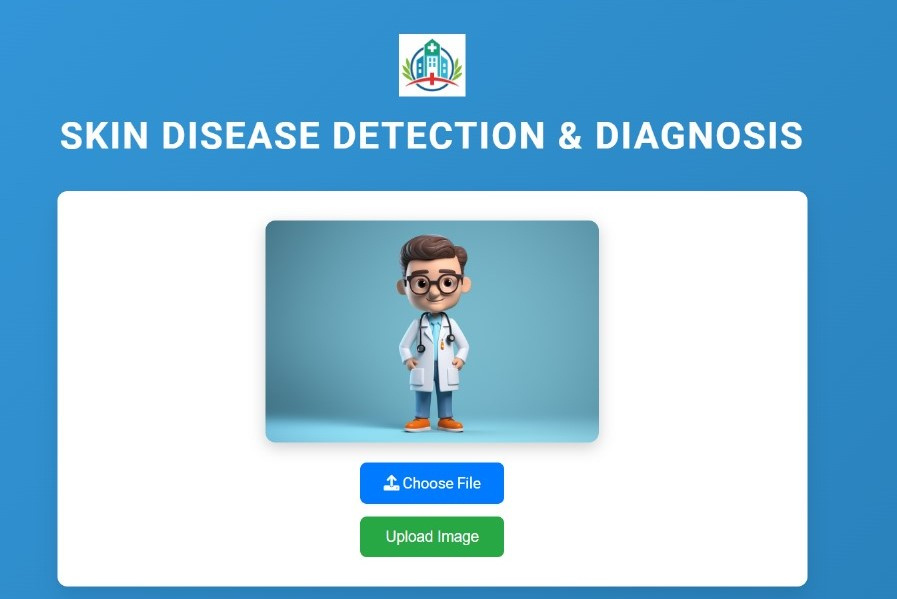 SKIN DISEASE DETECTION & DIAGNOSIS
Choose File
Upload Image